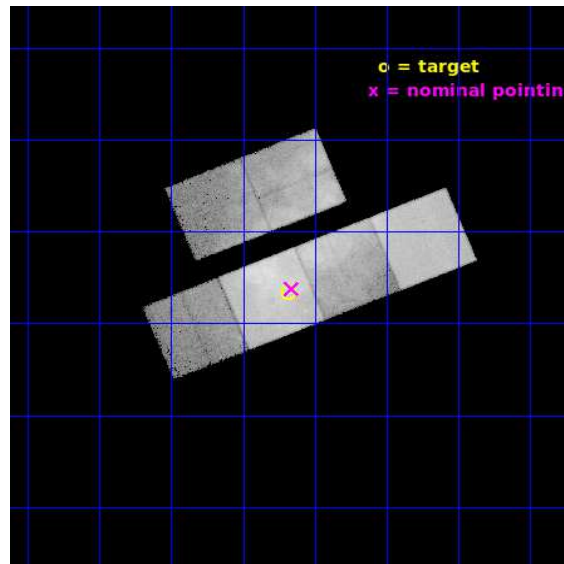 o = target
x = nominal pointin